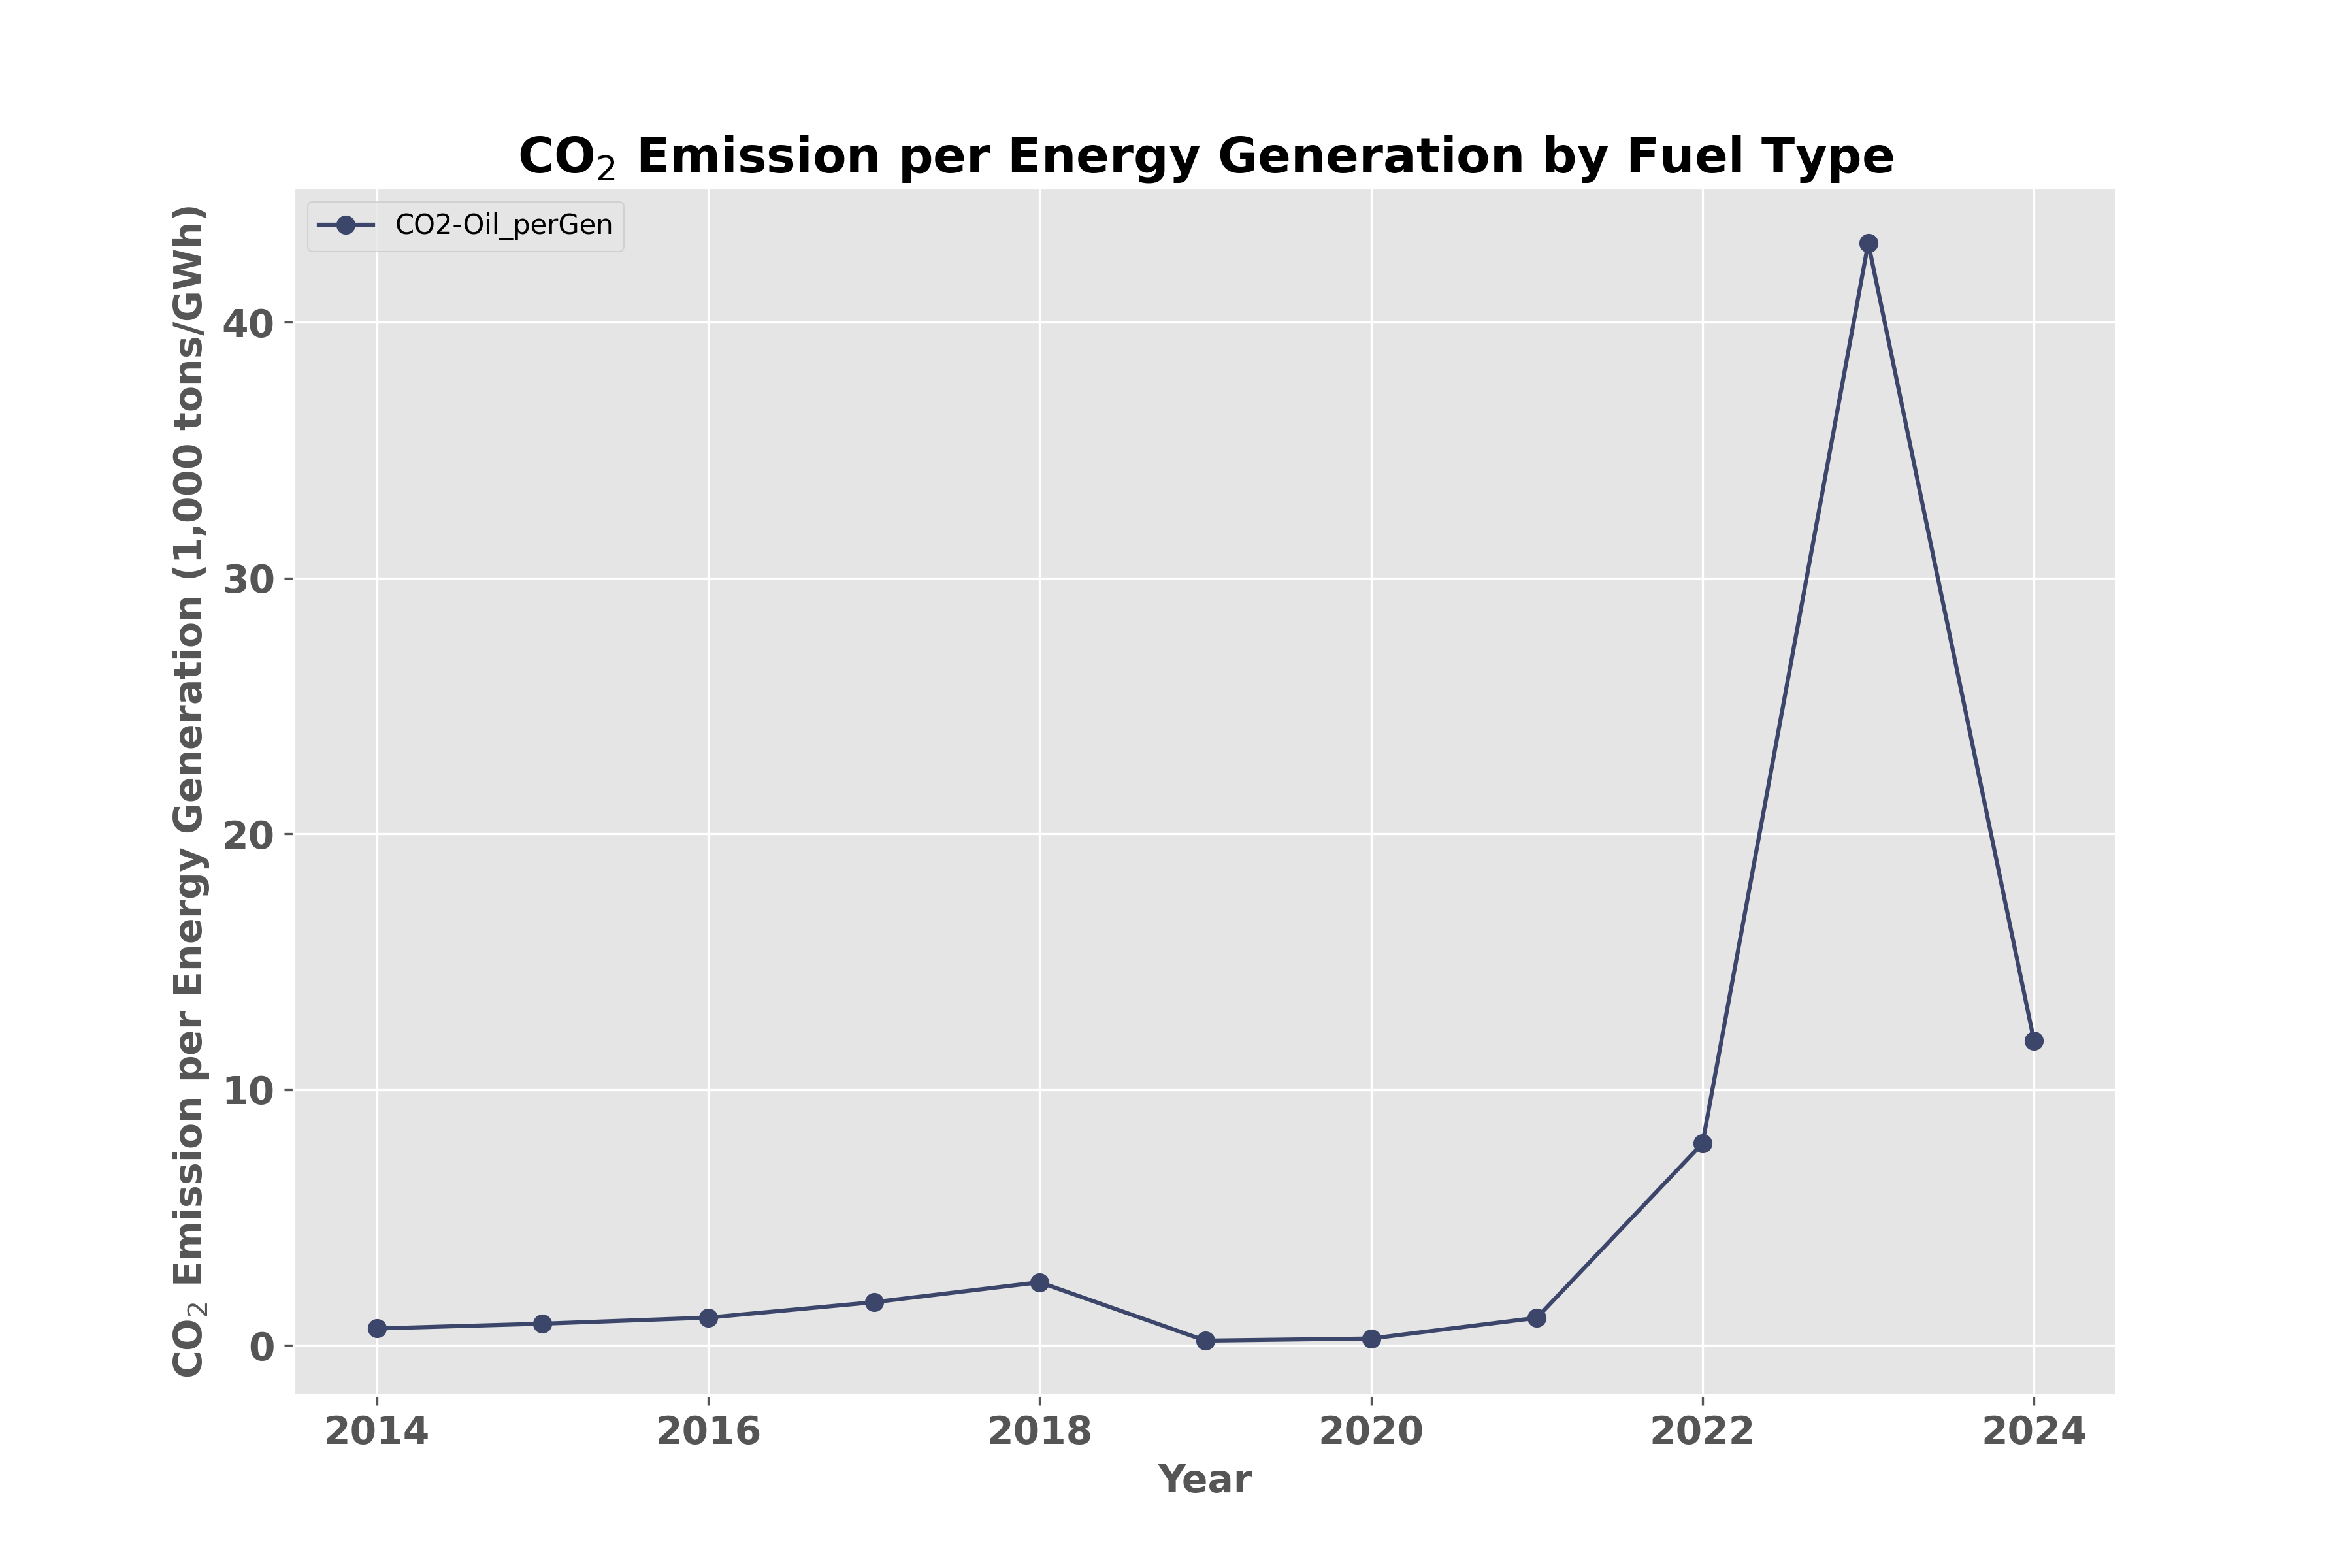 CO₂ Emission per Energy Generation by Fuel Type
CO2-Oil_perGen
CO₂ Emission per Energy Generation (1,000 tons/GWh)
40
30
20
10
0
2014 2016 2018 2020 2022 2024
Year